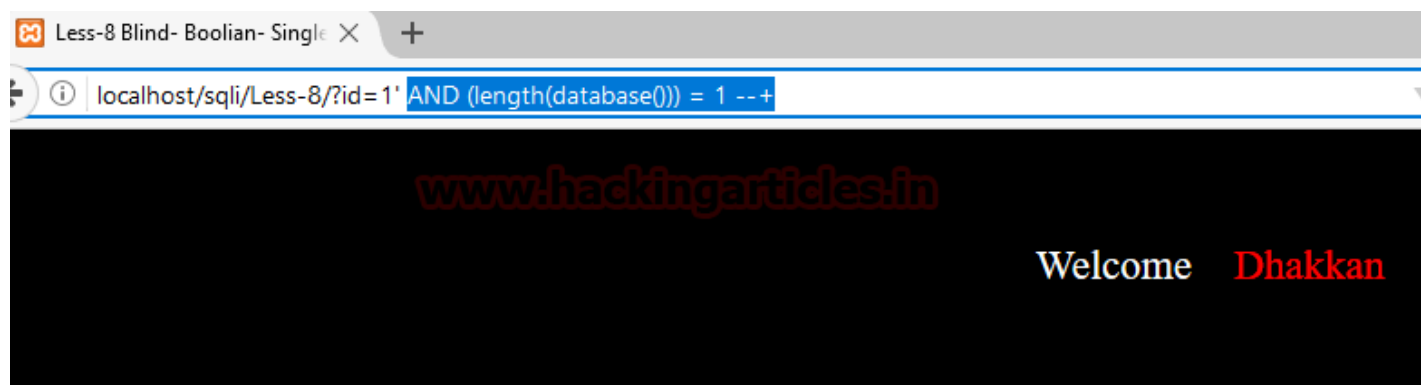 Less-8 Blind- Boolian- Single
localhost/sqli/Less-8/?id=1' AND (length(database())) = 1 --+
www.hackingarticles.in
Welcome Dhakkan